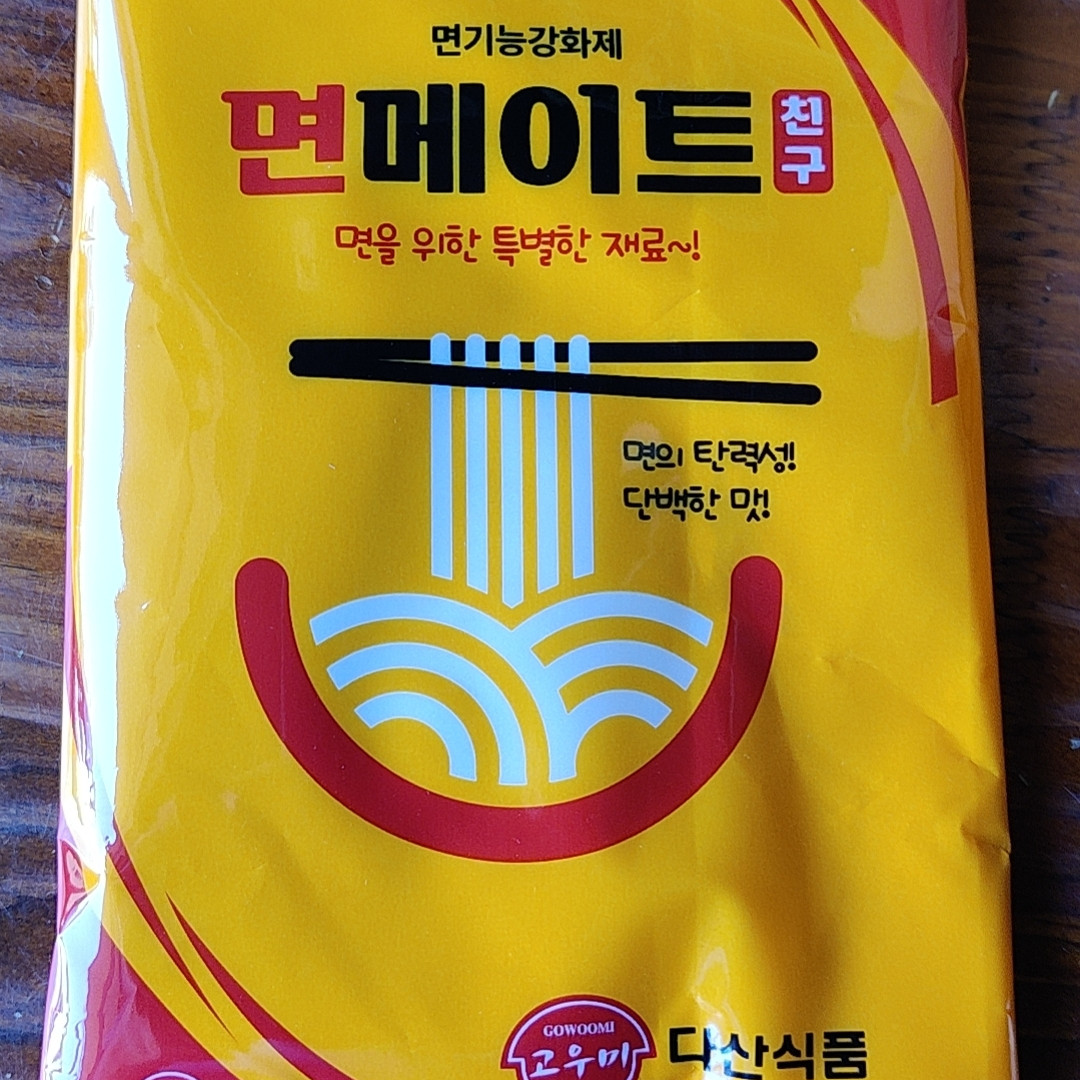 면기능강화제
면메이트 친구
면을 위한 특별한 재료~!
면의 탄력성!
단백한 맛!
GOWOOMI
고우미 다산식품